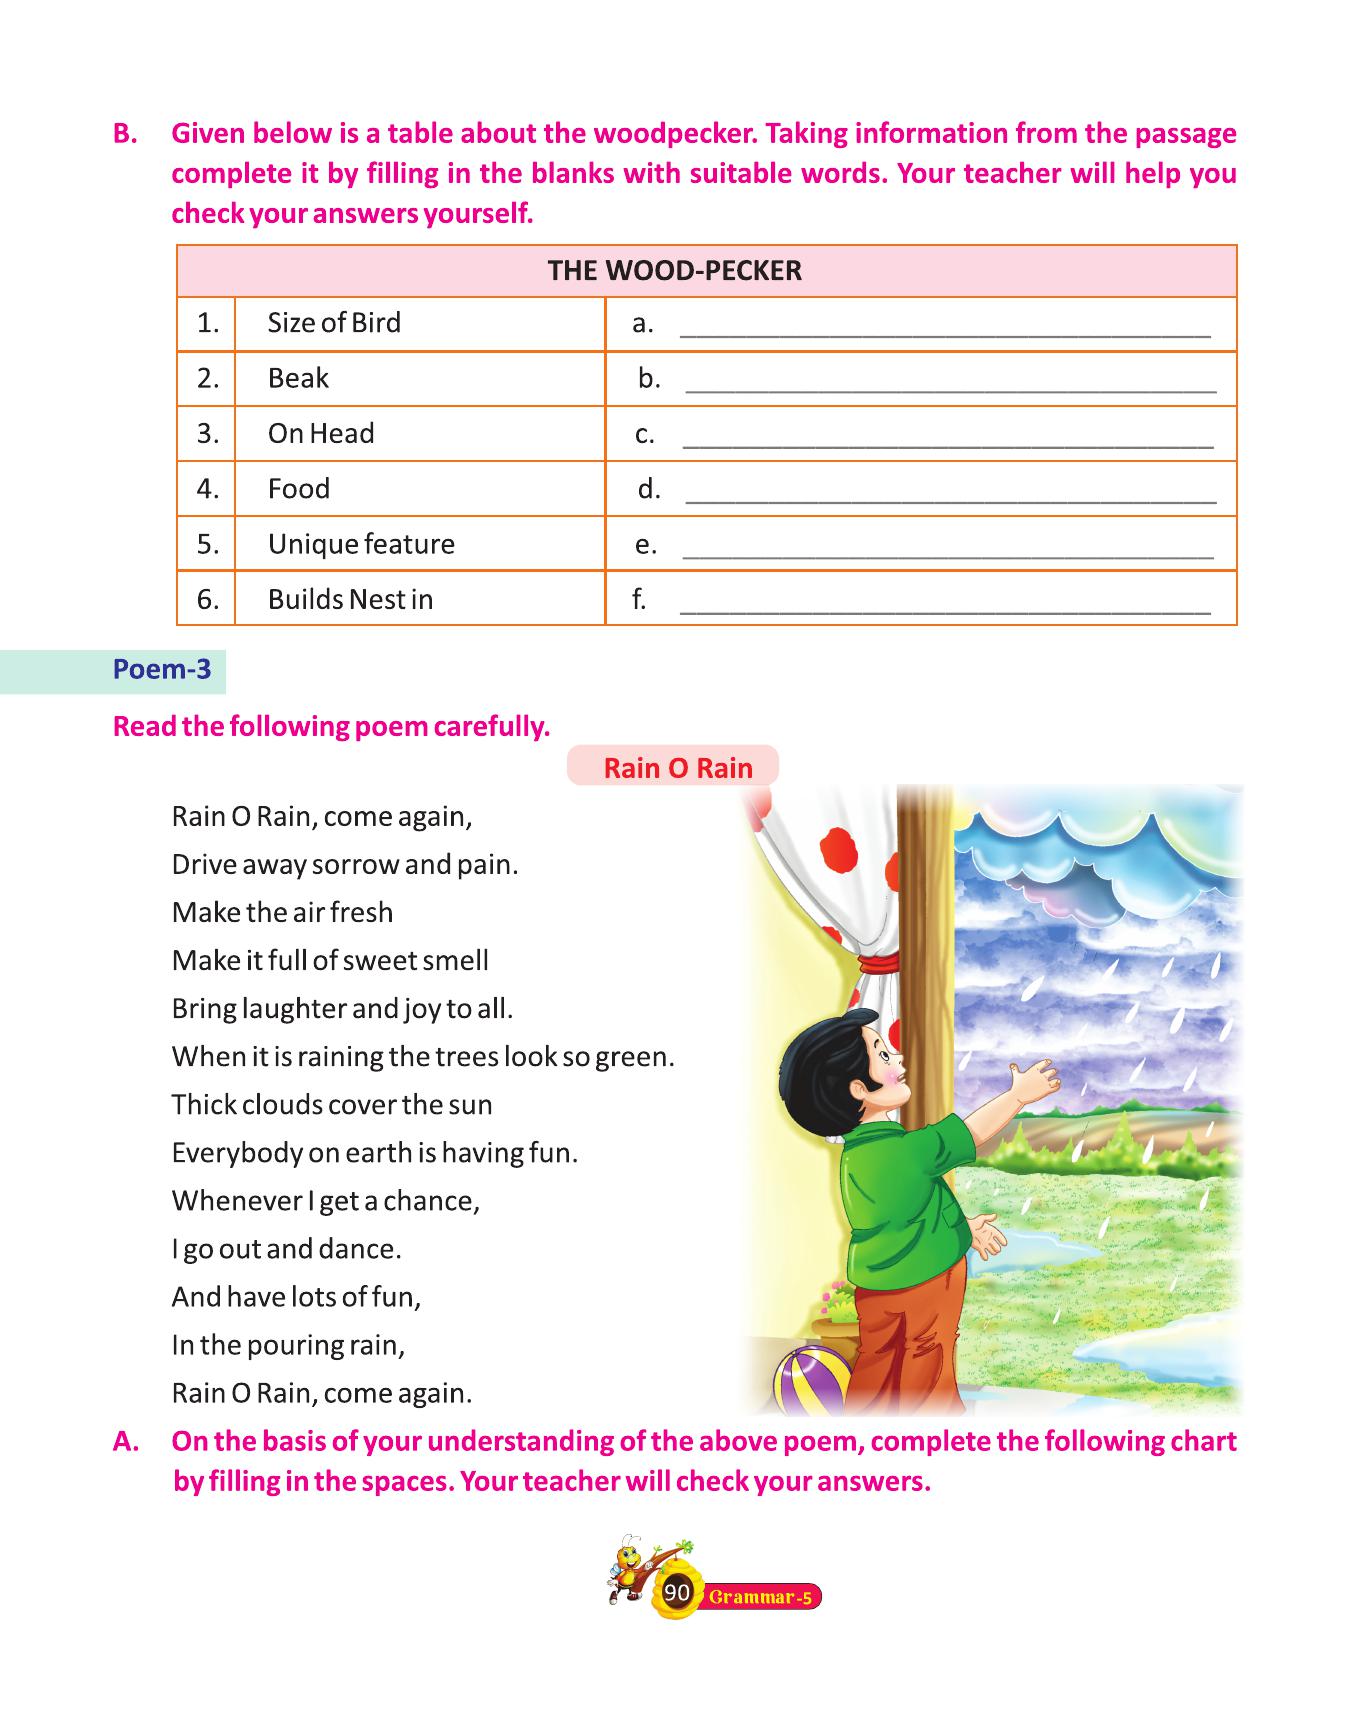 B. Given below is a table about the woodpecker. Taking information from the passage
complete it by filling in the blanks with suitable words. Your teacher will help you
check your answers yourself.
THE WOOD-PECKER
1. Size of Bird a. ____________________
2. Beak b. ____________________
3. On Head c. ____________________
4. Food d. ____________________
5. Unique feature e. ____________________
6. Builds Nest in f. ____________________
Poem-3
Read the following poem carefully.
Rain O Rain
Rain O Rain, come again,
Drive away sorrow and pain.
Make the air fresh
Make it full of sweet smell
Bring laughter and joy to all.
When it is raining the trees look so green.
Thick clouds cover the sun
Everybody on earth is having fun.
Whenever I get a chance,
I go out and dance.
And have lots of fun,
In the pouring rain,
Rain O Rain, come again.
A. On the basis of your understanding of the above poem, complete the following chart
by filling in the spaces. Your teacher will check your answers.
90 Grammar-5